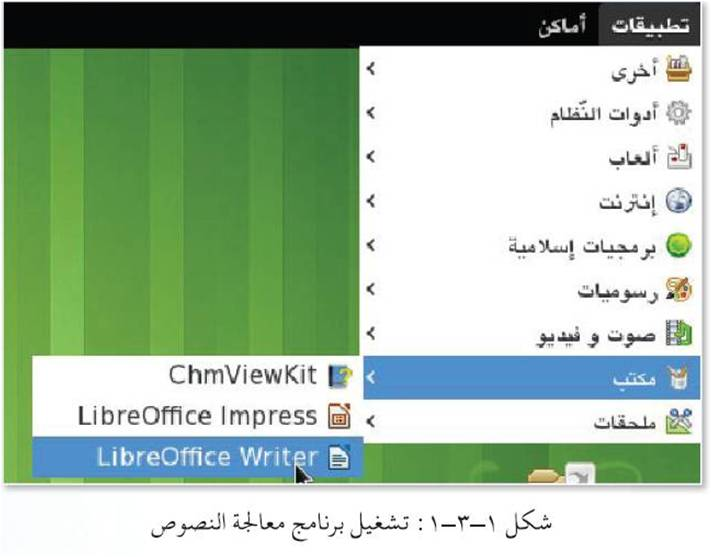 تطبيقات أماكن
أخرى
أدوات النّظام
ألعاب
إنترنت
برمجيات إسلامية
رسوميات
صوت و فيديو
مكتب
ملحقات
ChmViewKit
LibreOffice Impress
LibreOffice Writer
شكل ١-٣-١: تشغيل برنامج معالجة النصوص